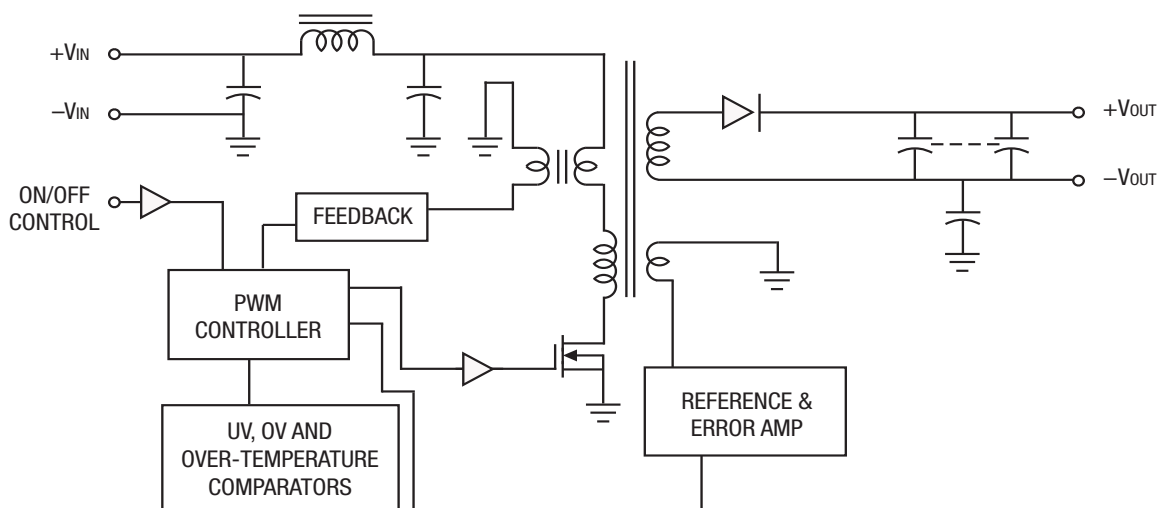 +VIN
–VIN
ON/OFF
CONTROL
FEEDBACK
PWM
CONTROLLER
UV, OV AND
OVER-TEMPERATURE
COMPARATORS
REFERENCE &
ERROR AMP
+VOUT
–VOUT